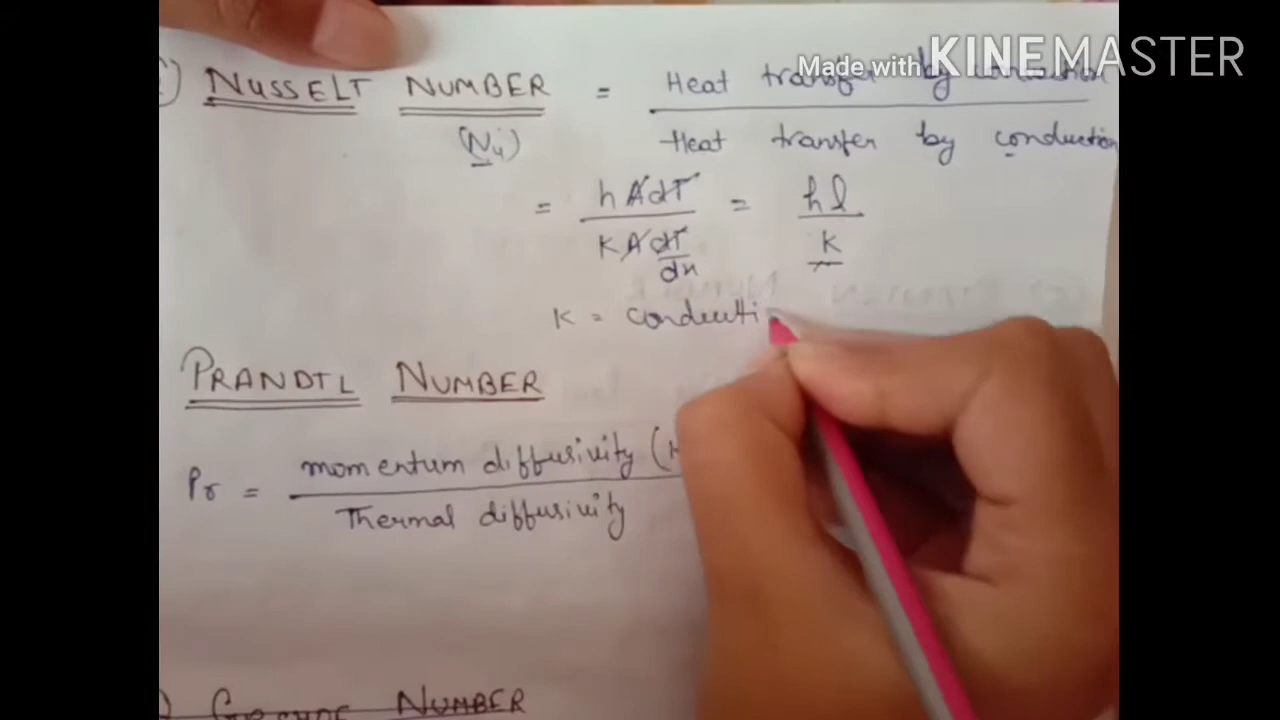 Made with KINEMASTER
NUSSELT NUMBER = Heat transfer by
(Nu) Heat transfer by conduction
= hAdT / KAdT/dx = hl / k
K = conducti
PRANDTL NUMBER
Pr = momentum diffusivity (
Thermal diffusivity
NUMBER